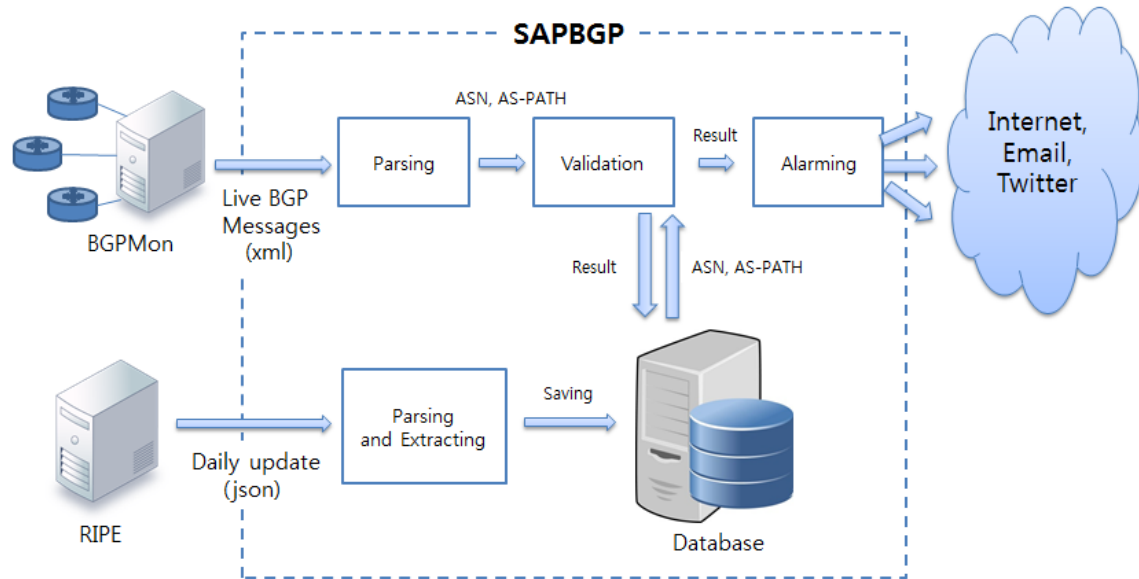 SAPBGP
ASN, AS-PATH
Parsing
Validation
Result
Alarming
Internet,
Email,
Twitter
Live BGP
Messages
(xml)
BGPMon
Result
ASN, AS-PATH
Parsing
and Extracting
Saving
Daily update
(json)
RIPE
Database